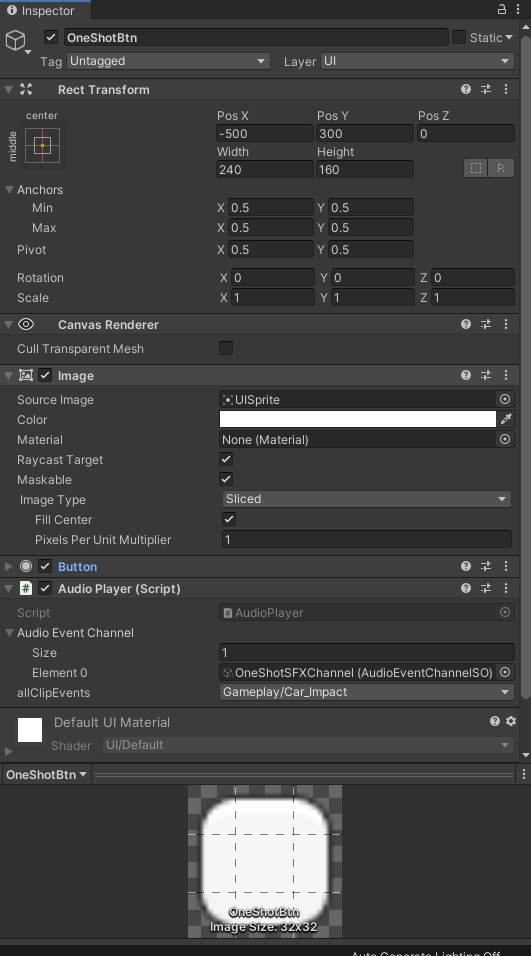 Inspector
OneShotBtn Static
Tag Untagged Layer UI
Rect Transform
center
middle
Pos X Pos Y Pos Z
-500 300 0
Width Height
240 160
R
Anchors
Min X 0.5 Y 0.5
Max X 0.5 Y 0.5
Pivot X 0.5 Y 0.5
Rotation X 0 Y 0 Z 0
Scale X 1 Y 1 Z 1
Canvas Renderer
Cull Transparent Mesh
Image
Source Image UISprite
Color
Material None (Material)
Raycast Target
Maskable
Image Type Sliced
Fill Center
Pixels Per Unit Multiplier 1
Button
# Audio Player (Script)
Script # AudioPlayer
Audio Event Channel
Size 1
Element 0 OneShotSFXChannel (AudioEventChannelSO)
allClipEvents Gameplay/Car_Impact
Default UI Material
Shader UI/Default
OneShotBtn
OneShotBtn
Image Size: 32x32
Auto Generate Lighting Off